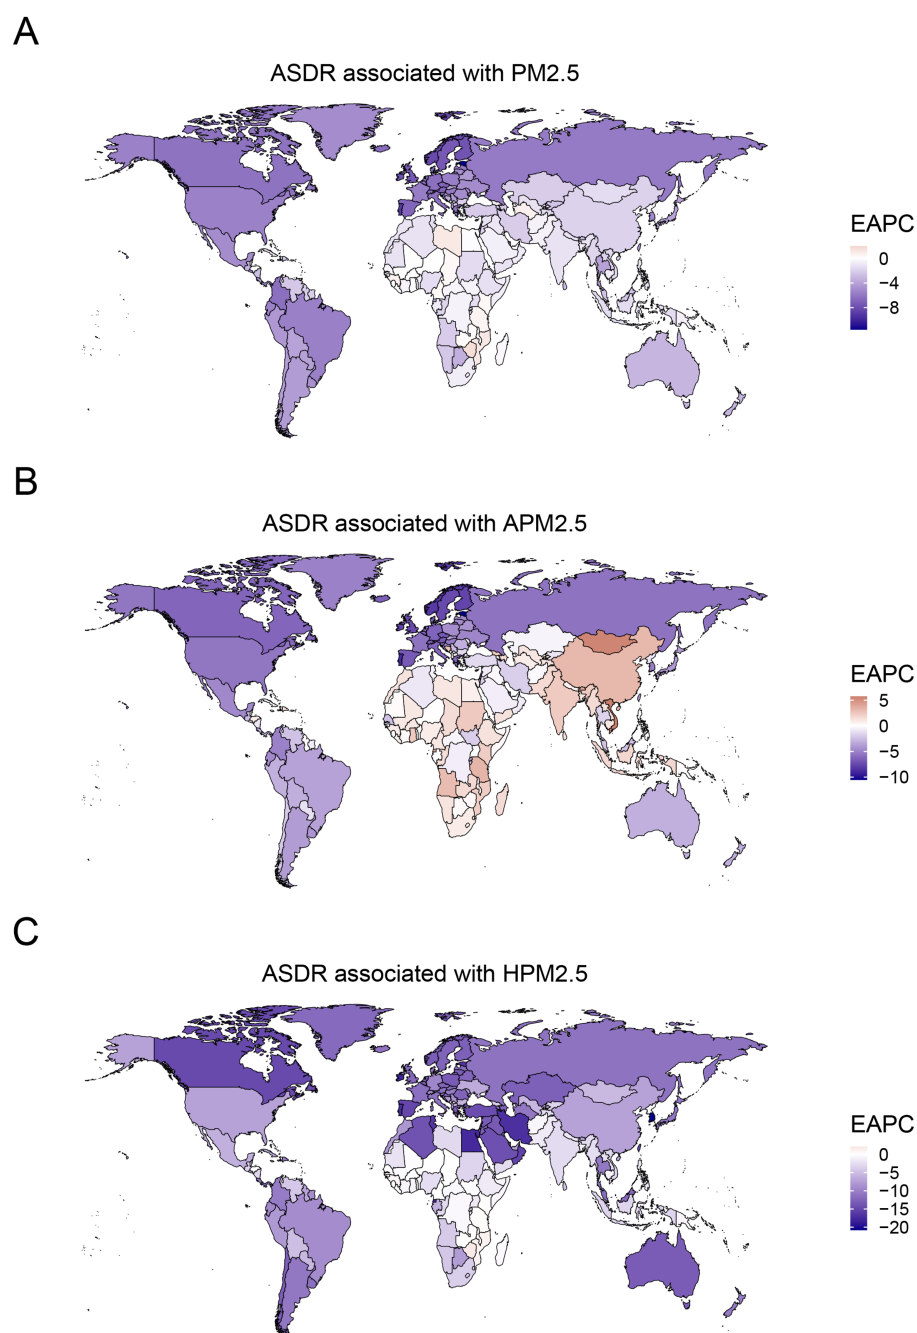 A
ASDR associated with PM2.5
EAPC
0
−4
−8
B
ASDR associated with APM2.5
EAPC
5
0
−5
−10
C
ASDR associated with HPM2.5
EAPC
0
−5
−10
−15
−20